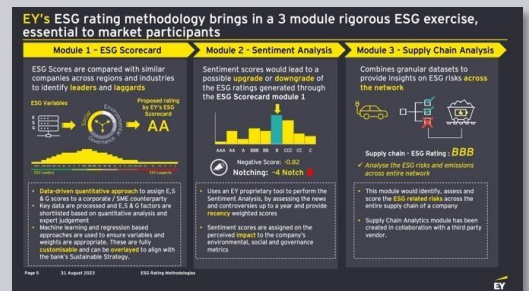 EY's ESG rating methodology brings in a 3 module rigorous ESG exercise,
essential to market participants
Module 1 – ESG Scorecard
ESG Scores are compared with similar
companies across regions and industries
to identify leaders and laggards
ESG Variables
Proposed rating
by EY's ESG
Scorecard
E
S
G
Social
Environmental
Governance
AA
ESG Leaders
ESG Laggards
• Data-driven quantitative approach to assign E,S
& G scores to a corporate / SME counterparty
• Key data are processed and E,S & G factors are
shortlisted based on quantitative analysis and
expert judgement
• Machine learning and regression based
approaches are used to ensure variables and
weights are appropriate. These are fully
customisable and can be overlayed to align with
the bank's Sustainable Strategy.
Module 2 - Sentiment Analysis
Sentiment scores would lead to a
possible upgrade or downgrade of
the ESG ratings generated through
the ESG Scorecard module 1
AAA AA A BBB BB B CCC CC C
Negative Score: -0.82
Notching: -4 Notch
• Uses an EY proprietary tool to perform the
Sentiment Analysis, by assessing the news
and controversies up to a year and provide
recency weighted scores
• Sentiment scores are assigned on the
perceived impact to the company's
environmental, social and governance
metrics
Module 3 - Supply Chain Analysis
Combines granular datasets to
provide insights on ESG risks across
the network
Supply chain - ESG Rating: BBB
✓ Analyse the ESG risks and emissions
across entire network
• This module would identify, assess and
score the ESG related risks across the
entire supply chain of a company
• Supply Chain Analytics module has been
created in collaboration with a third party
vendor.
Page 5 31 August 2023 ESG Rating Methodologies
EY